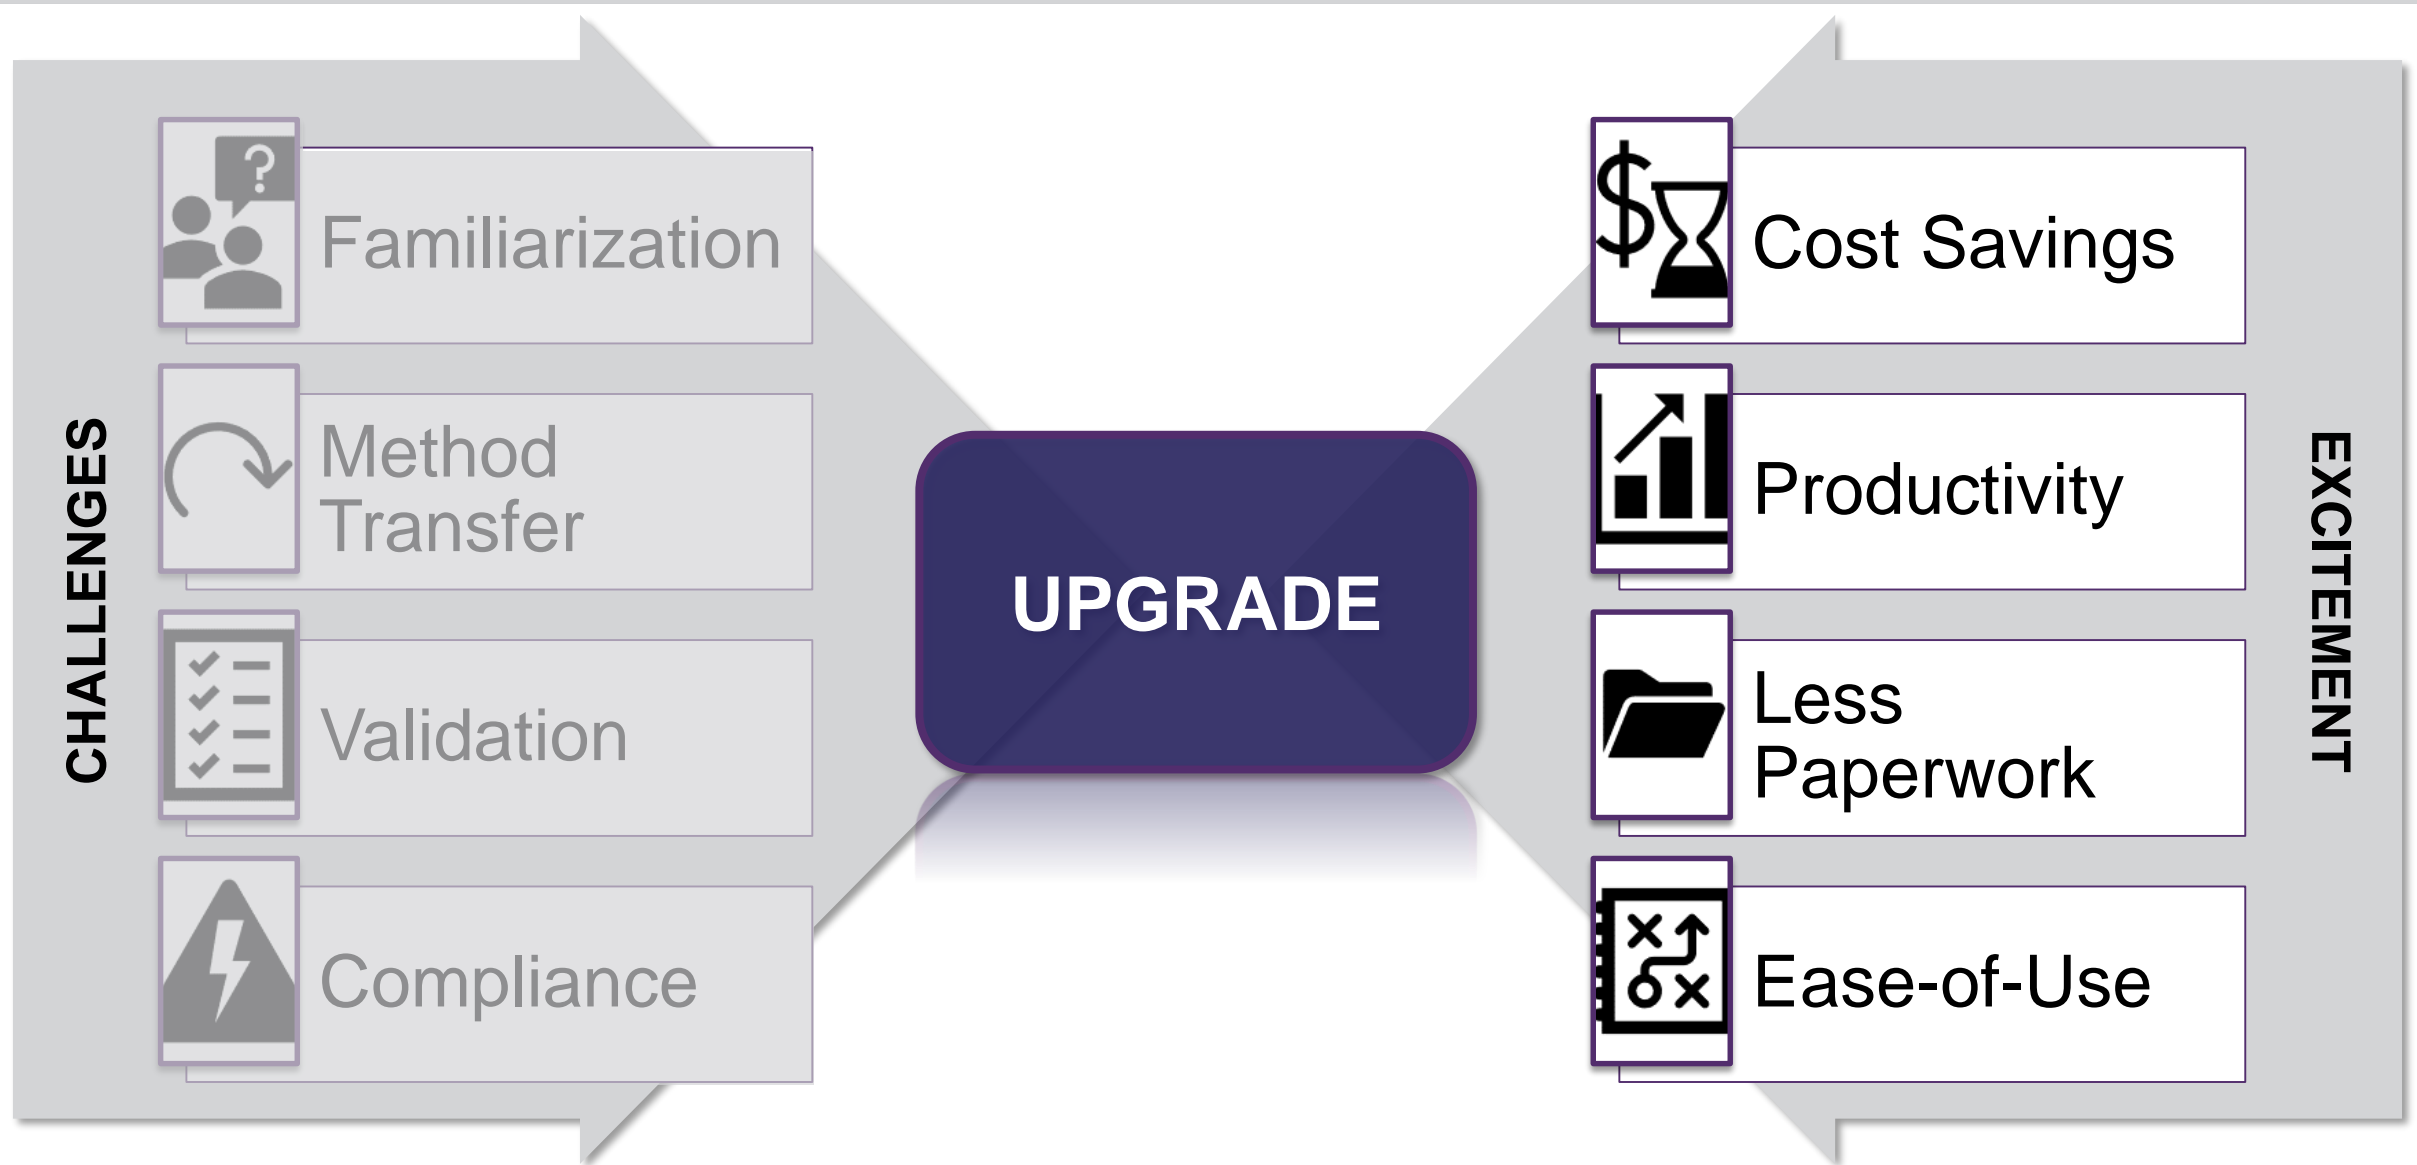 CHALLENGES
?
Familiarization
Method
Transfer
Validation
Compliance
UPGRADE
$
Cost Savings
Productivity
Less
Paperwork
Ease-of-Use
EXCITEMENT